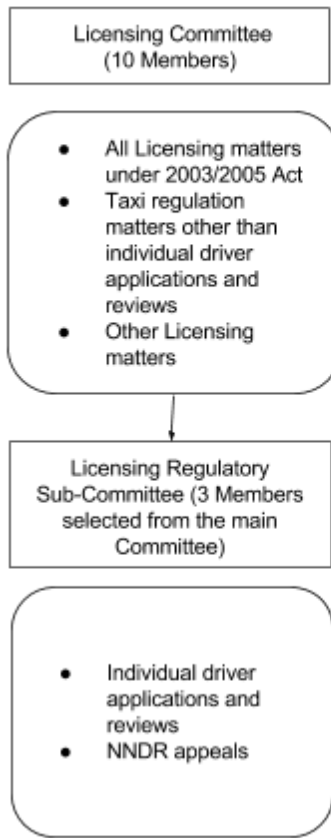 Licensing Committee
(10 Members)
● All Licensing matters
under 2003/2005 Act
● Taxi regulation
matters other than
individual driver
applications and
reviews
● Other Licensing
matters
Licensing Regulatory
Sub-Committee (3 Members
selected from the main
Committee)
● Individual driver
applications and
reviews
● NNDR appeals